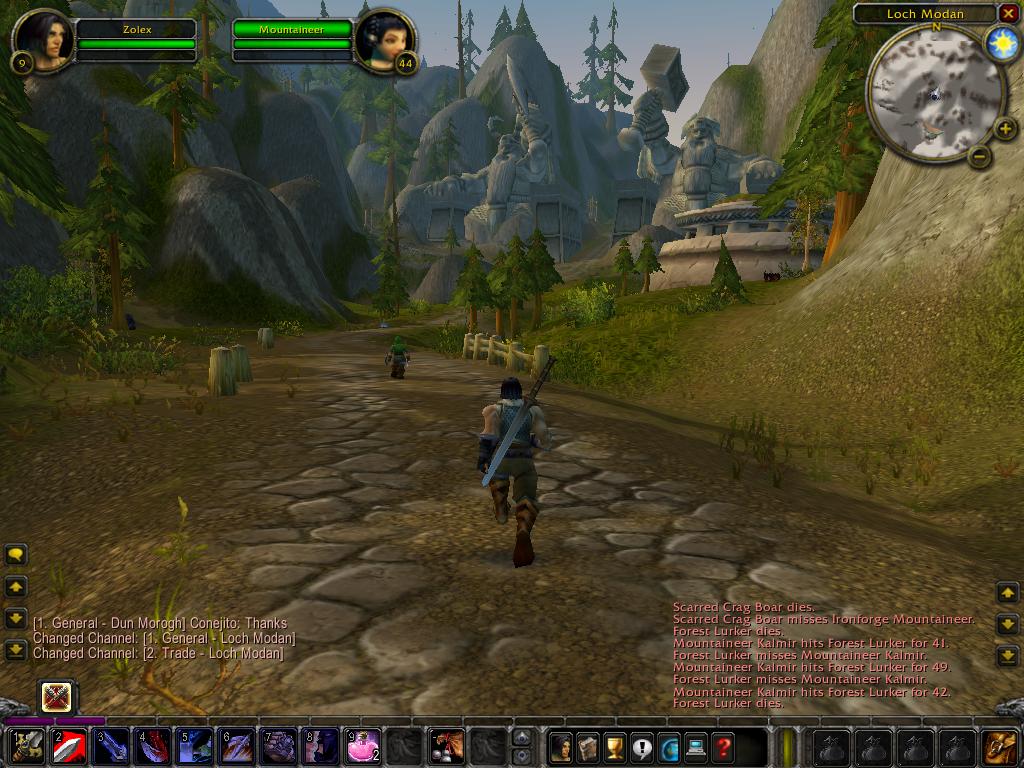 Zolex
9
Mountaineer
44
Loch Modan
N
[1. General - Dun Morogh] Conejito: Thanks
Changed Channel: [1. General - Loch Modan]
Changed Channel: [2. Trade - Loch Modan]
Scarred Crag Boar dies.
Scarred Crag Boar misses Ironforge Mountaineer.
Forest Lurker dies.
Mountaineer Kalmir hits Forest Lurker for 41.
Forest Lurker misses Mountaineer Kalmir.
Mountaineer Kalmir hits Forest Lurker for 49.
Forest Lurker misses Mountaineer Kalmir.
Mountaineer Kalmir hits Forest Lurker for 42.
Forest Lurker dies.
1 2 3 4 5 6 7 8 9 2